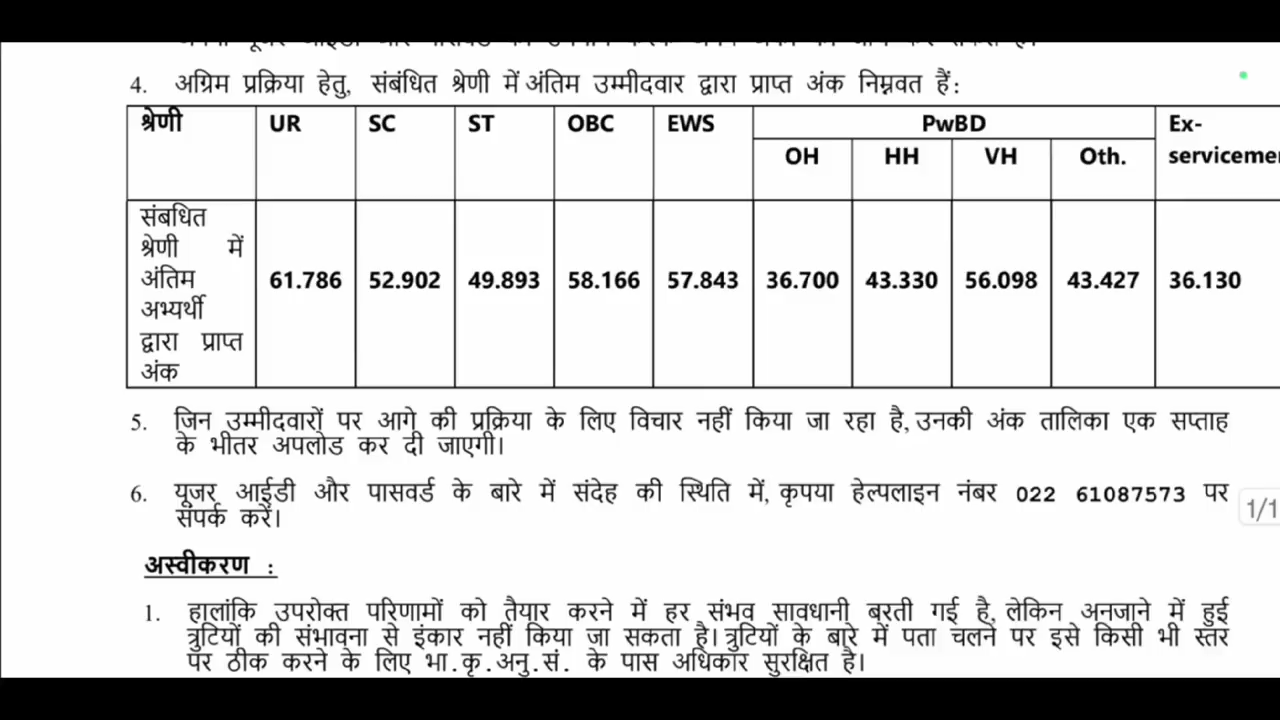 4. अग्रिम प्रक्रिया हेतु, संबंधित श्रेणी में अंतिम उम्मीदवार द्वारा प्राप्त अंक निम्नवत हैं:
श्रेणी UR SC ST OBC EWS PwBD Ex-
OH HH VH Oth. serviceme
संबधित
श्रेणी में
अंतिम 61.786 52.902 49.893 58.166 57.843 36.700 43.330 56.098 43.427 36.130
अभ्यर्थी
द्वारा प्राप्त
अंक
5. जिन उम्मीदवारों पर आगे की प्रक्रिया के लिए विचार नहीं किया जा रहा है, उनकी अंक तालिका एक सप्ताह
के भीतर अपलोड कर दी जाएगी।
6. यूजर आईडी और पासवर्ड के बारे में संदेह की स्थिति में, कृपया हेल्पलाइन नंबर 022 61087573 पर
संपर्क करें।
1/1
अस्वीकरण :
1. हालांकि उपरोक्त परिणामों को तैयार करने में हर संभव सावधानी बरती गई है, लेकिन अनजाने में हुई
त्रुटियों की संभावना से इंकार नहीं किया जा सकता है। त्रुटियों के बारे में पता चलने पर इसे किसी भी स्तर
पर ठीक करने के लिए भा.कृ.अनु.सं. के पास अधिकार सुरक्षित है।